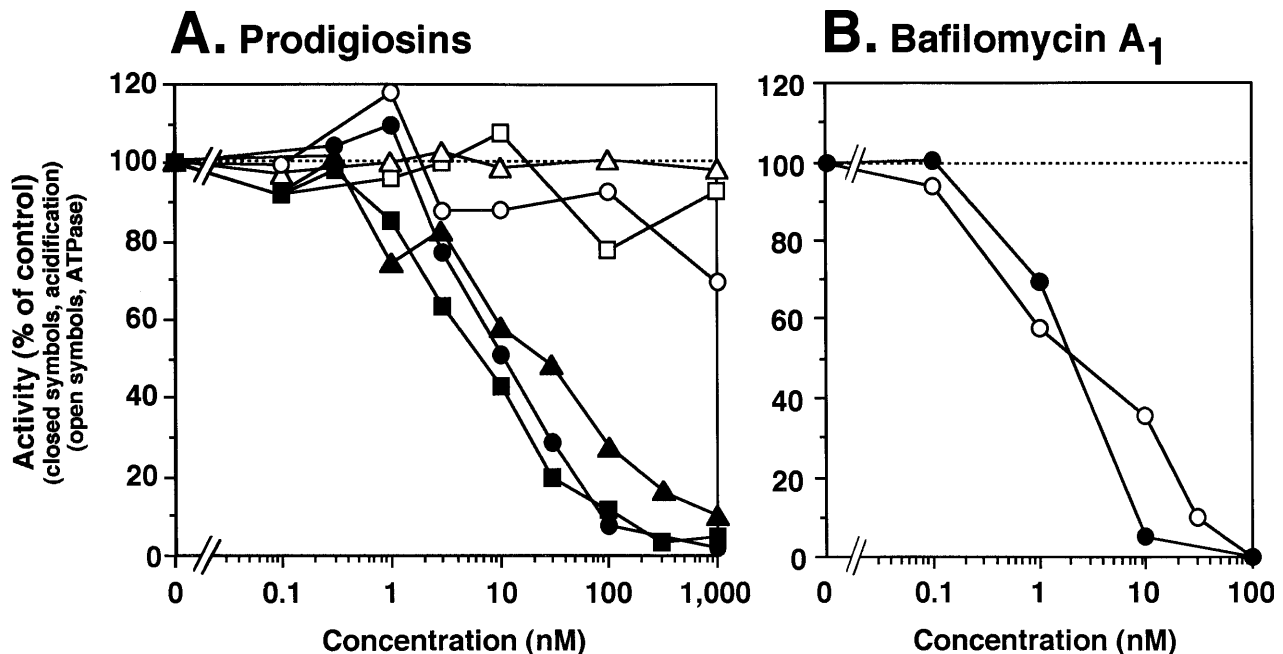 A. Prodigiosins
B. Bafilomycin A1
Activity (% of control)
(closed symbols, acidification)
(open symbols, ATPase)
120
100
80
60
40
20
0
0 0.1 1 10 100 1,000
Concentration (nM)
120
100
80
60
40
20
0
0 0.1 1 10 100
Concentration (nM)